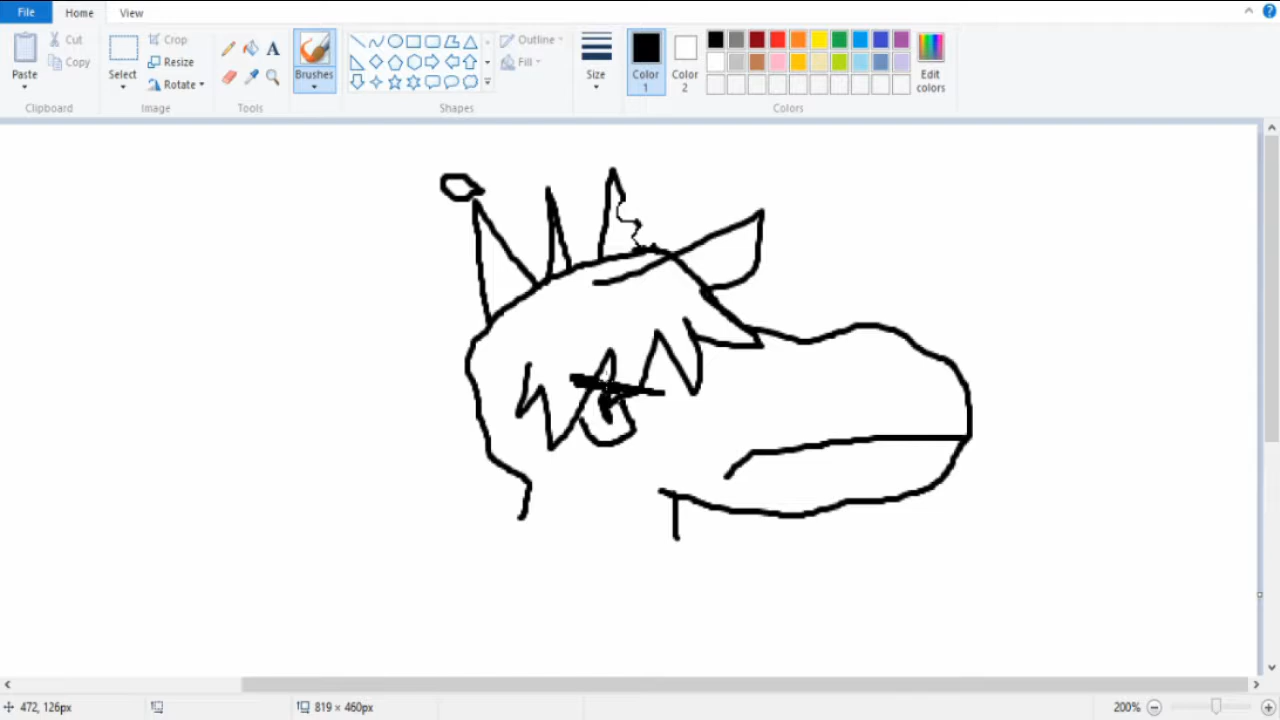 File Home View
Cut Crop Outline
Copy Resize Fill
Paste Select Rotate Brushes Size Color 1 Color 2 Edit colors
Clipboard Image Tools Shapes Colors
472, 126px 819 × 460px 200%